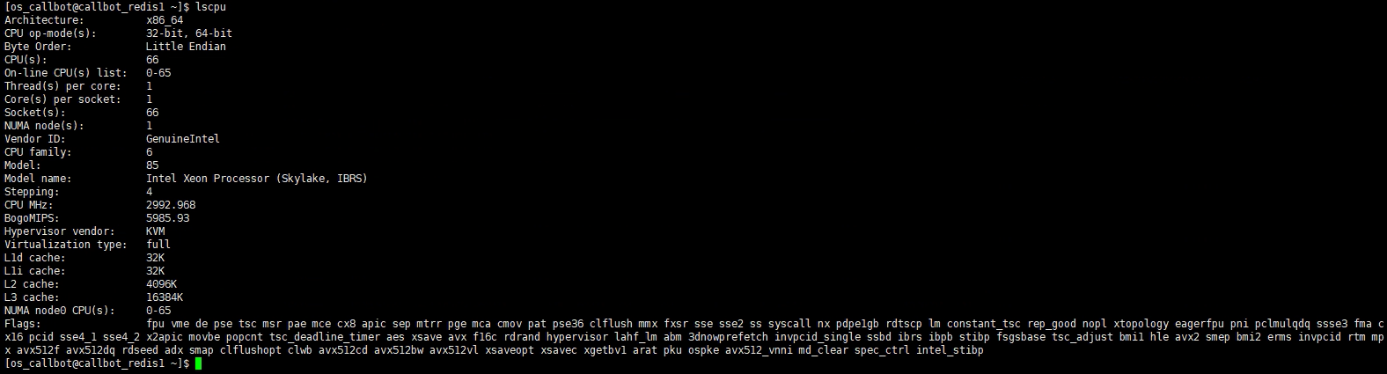 [os_callbot@callbot_redis1 ~]$ lscpu
Architecture:          x86_64
CPU op-mode(s):        32-bit, 64-bit
Byte Order:            Little Endian
CPU(s):                66
On-line CPU(s) list:   0-65
Thread(s) per core:    1
Core(s) per socket:    1
Socket(s):             66
NUMA node(s):          1
Vendor ID:             GenuineIntel
CPU family:            6
Model:                 85
Model name:            Intel Xeon Processor (Skylake, IBRS)
Stepping:              4
CPU MHz:               2992.968
BogoMIPS:              5985.93
Hypervisor vendor:     KVM
Virtualization type:   full
L1d cache:             32K
L1i cache:             32K
L2 cache:              4096K
L3 cache:              16384K
NUMA node0 CPU(s):     0-65
Flags:                 fpu vme de pse tsc msr pae mce cx8 apic sep mtrr pge mca cmov pat pse36 clflush mmx fxsr sse sse2 ss syscall nx pdpe1gb rdtscp lm constant_tsc rep_good nopl xtopology eagerfpu pni pclmulqdq ssse3 fma c
x16 pcid sse4_1 sse4_2 x2apic movbe popcnt tsc_deadline_timer aes xsave avx f16c rdrand hypervisor lahf_lm abm 3dnowprefetch invpcid_single ssbd ibrs ibpb stibp fsgsbase tsc_adjust bmi1 hle avx2 smep bmi2 erms invpcid rtm mp
x avx512f avx512dq rdseed adx smap clflushopt clwb avx512cd avx512bw avx512vl xsaveopt xsavec xgetbv1 arat pku ospke avx512_vnni md_clear spec_ctrl intel_stibp
[os_callbot@callbot_redis1 ~]$